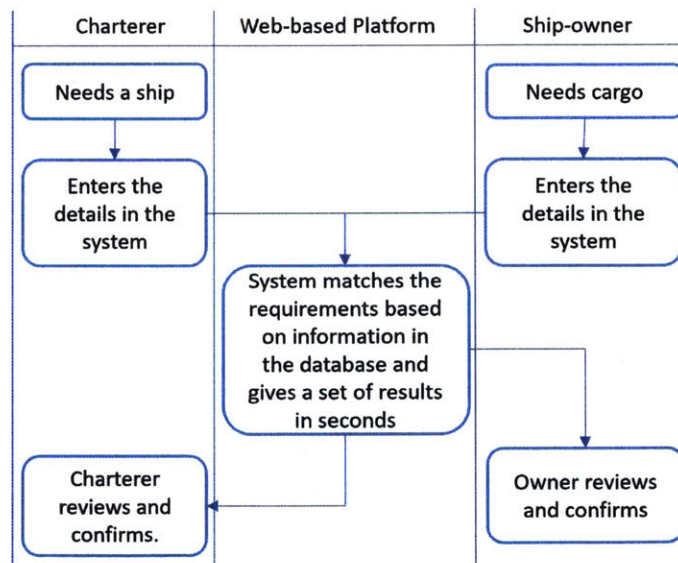 Charterer
Web-based Platform
Ship-owner
Needs a ship
Needs cargo
Enters the
details in the
system
Enters the
details in the
system
System matches the
requirements based
on information in
the database and
gives a set of results
in seconds
Charterer
reviews and
confirms.
Owner reviews
and confirms